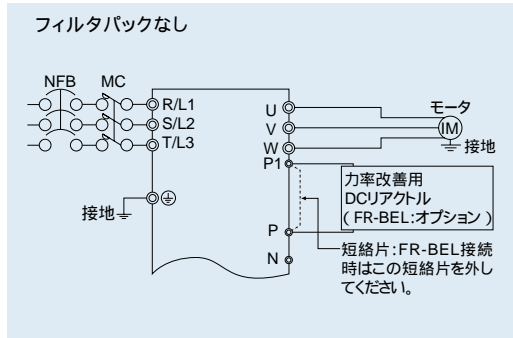 フィルタパックなし
NFB
MC
R/L1
S/L2
T/L3
接地
U
V
W
P1
P
N
モータ
IM
接地
力率改善用
DCリアクトル
( FR-BEL:オプション )
短絡片:FR-BEL接続
時はこの短絡片を外し
てください。